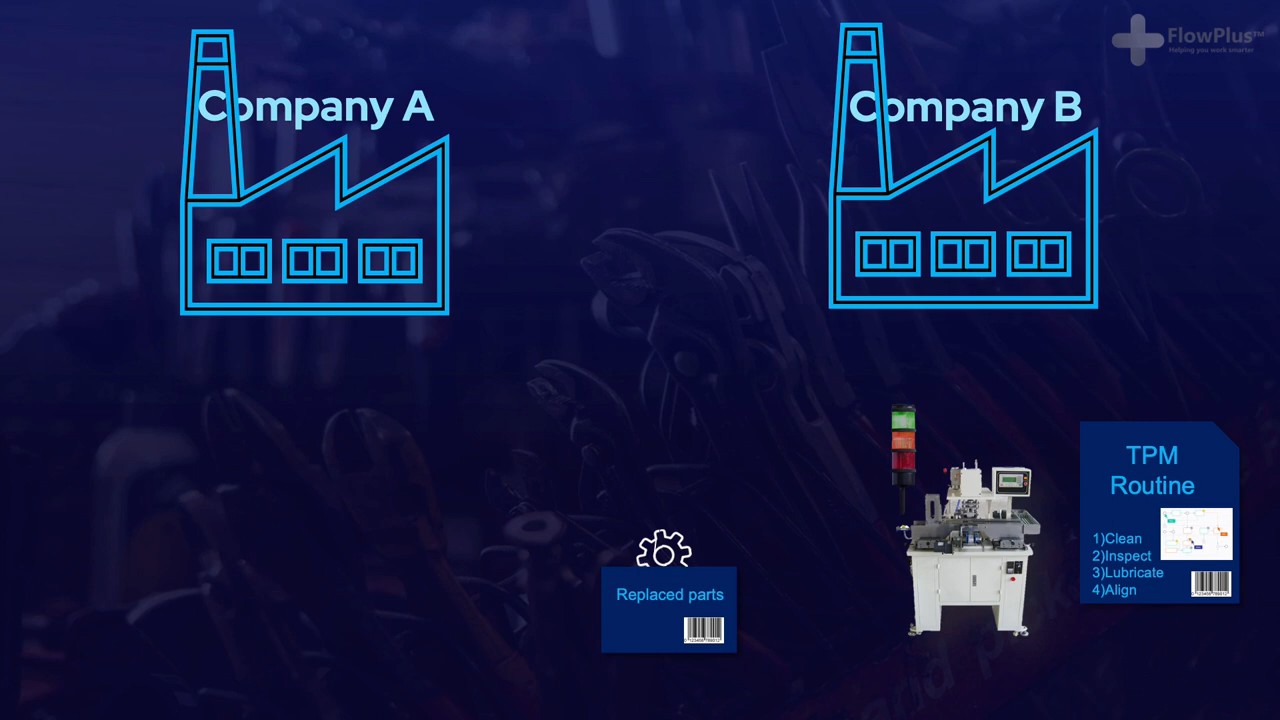 Company A
Company B
FlowPlus™
Helping you work smarter
TPM
Routine
1)Clean
2)Inspect
3)Lubricate
4)Align
Replaced parts